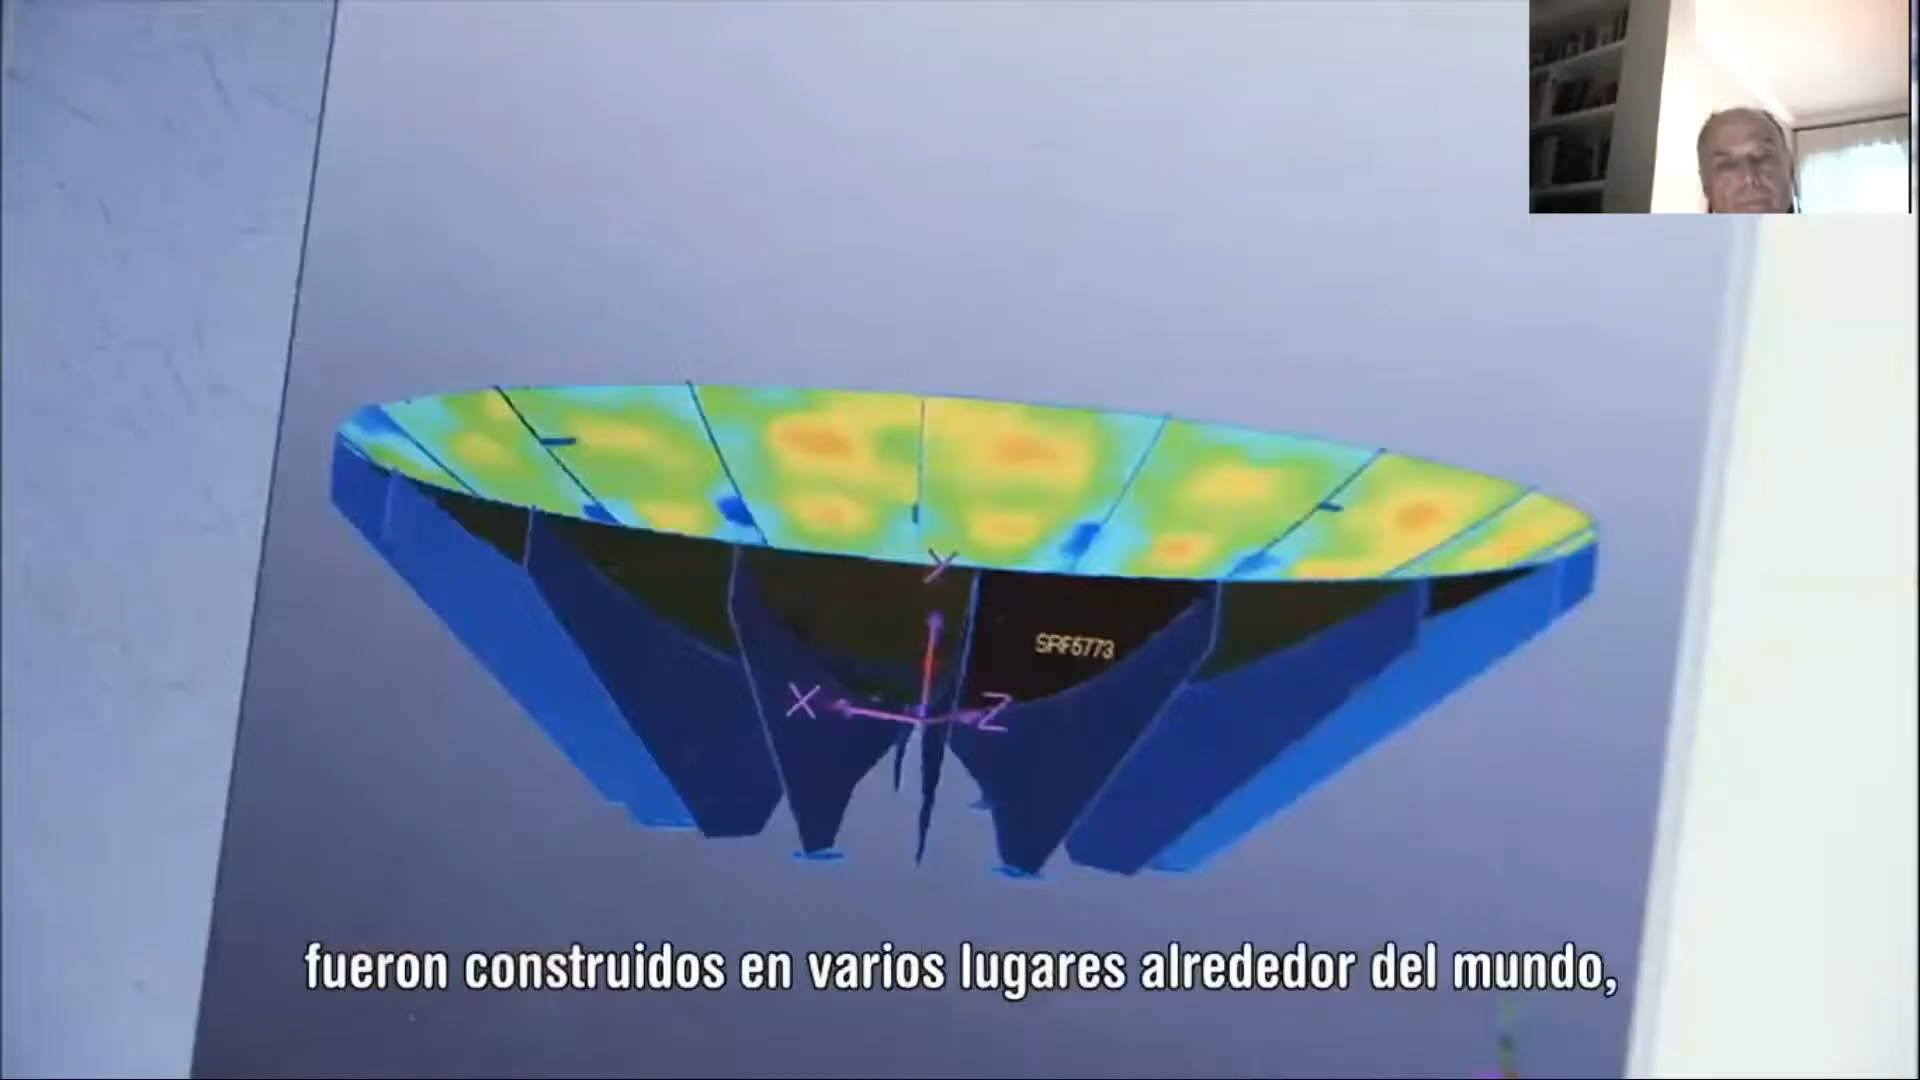 Y
SRF5773
X
Z
fueron construidos en varios lugares alrededor del mundo,